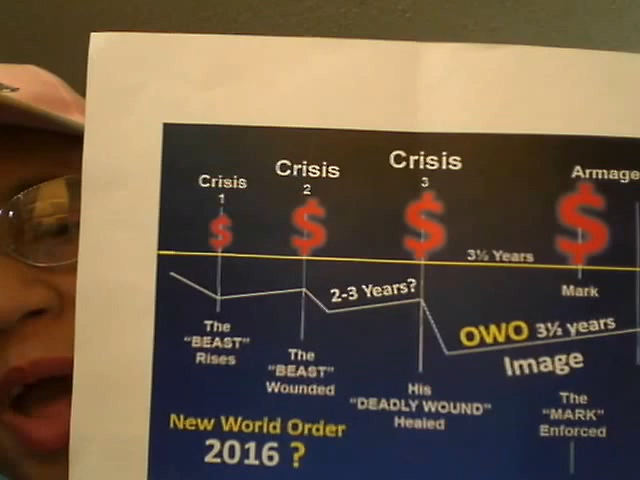 Crisis
1
$
Crisis
2
$
Crisis
3
$
Armage
$
3½ Years
Mark
2-3 Years?
OWO 3½ years
Image
The
"BEAST"
Rises
The
"BEAST"
Wounded
His
"DEADLY WOUND"
Healed
The
"MARK"
Enforced
New World Order
2016 ?